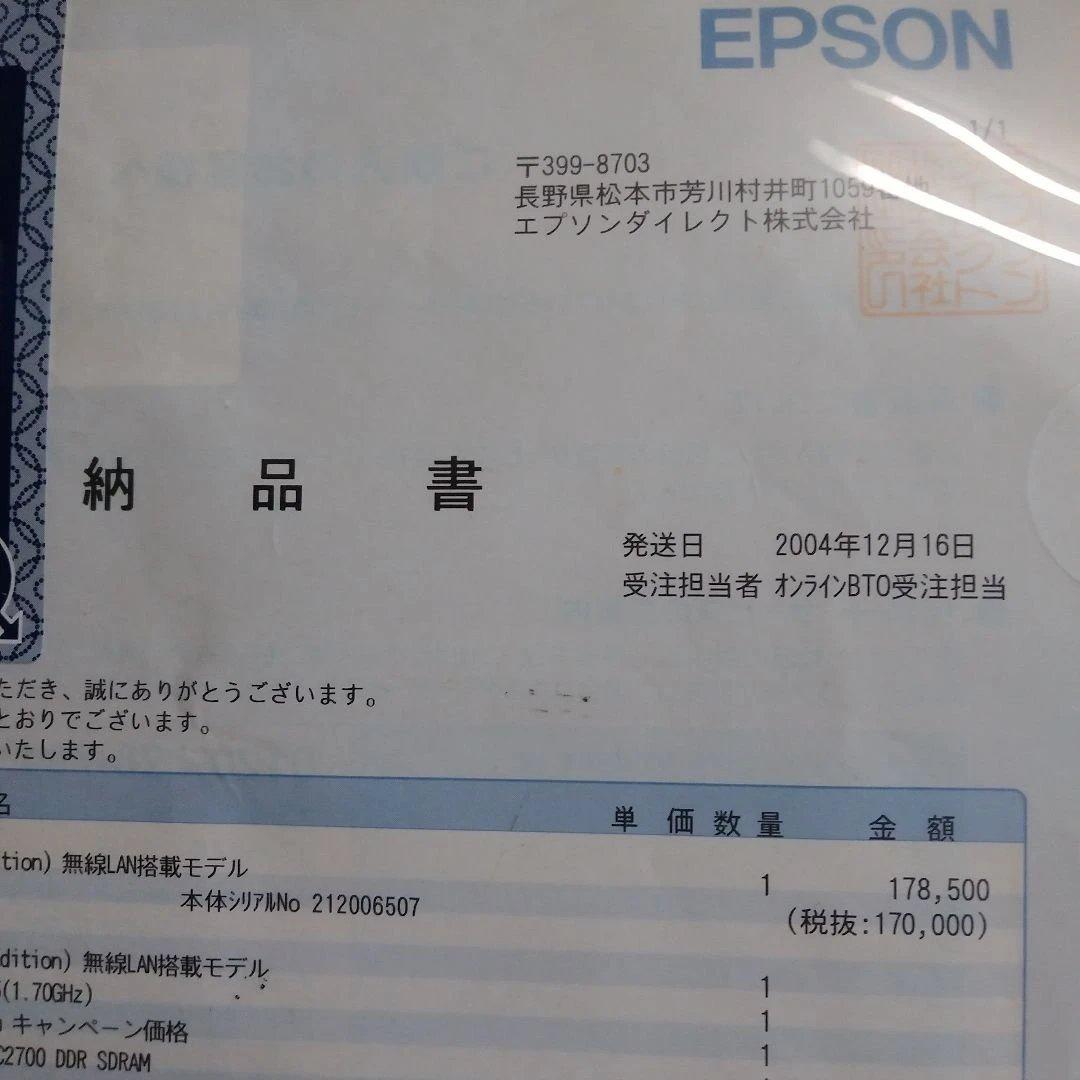 EPSON
1/1
〒399-8703
長野県松本市芳川村井町1059番地
エプソンダイレクト株式会社
納品書
発送日 2004年12月16日
受注担当者 オンラインBTO受注担当
ただき、誠にありがとうございます。
とおりでございます。
いたします。
名 単価 数量 金額
tion) 無線LAN搭載モデル
1 178,500
本体シリアルNo 212006507
(税抜:170,000)
dition) 無線LAN搭載モデル
1
(1.70GHz)
キャンペーン価格 1
C2700 DDR SDRAM 1